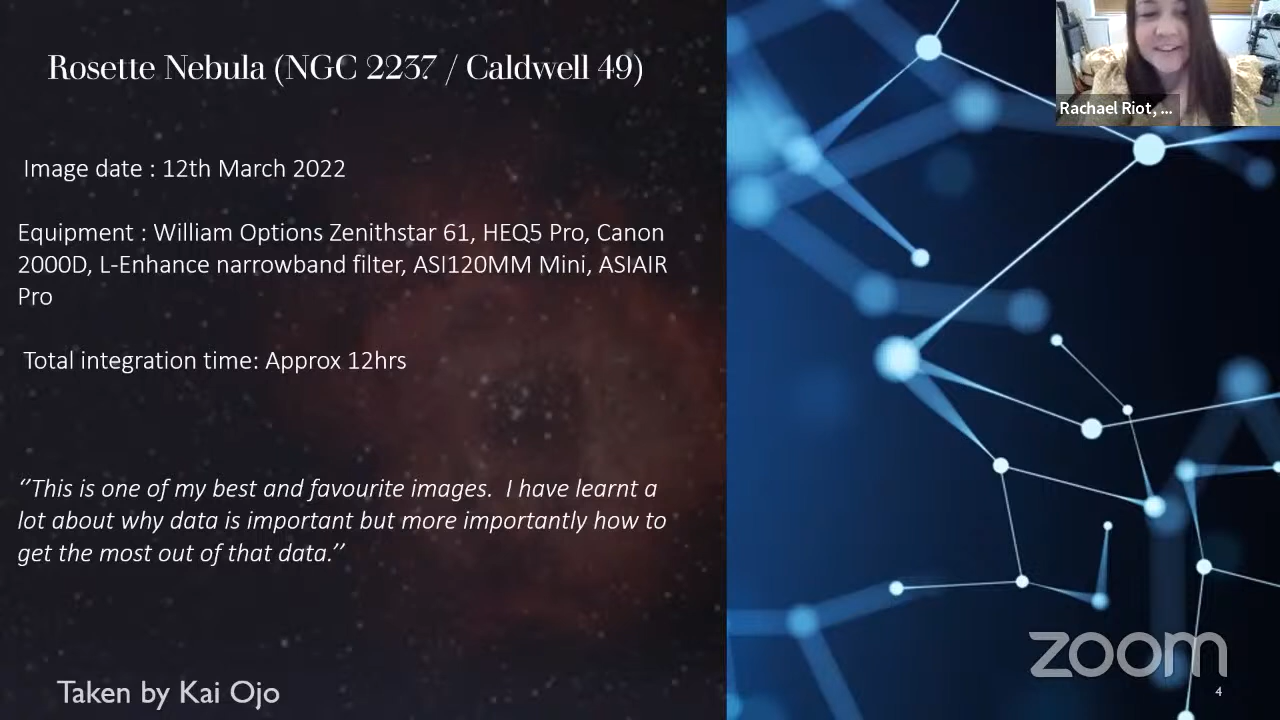 Rosette Nebula (NGC 2237 / Caldwell 49)
Rachael Riot, ...
Image date : 12th March 2022
Equipment : William Options Zenithstar 61, HEQ5 Pro, Canon
2000D, L-Enhance narrowband filter, ASI120MM Mini, ASIAIR
Pro
Total integration time: Approx 12hrs
‘’This is one of my best and favourite images.  I have learnt a
lot about why data is important but more importantly how to
get the most out of that data.’’
Taken by Kai Ojo
zoom
4